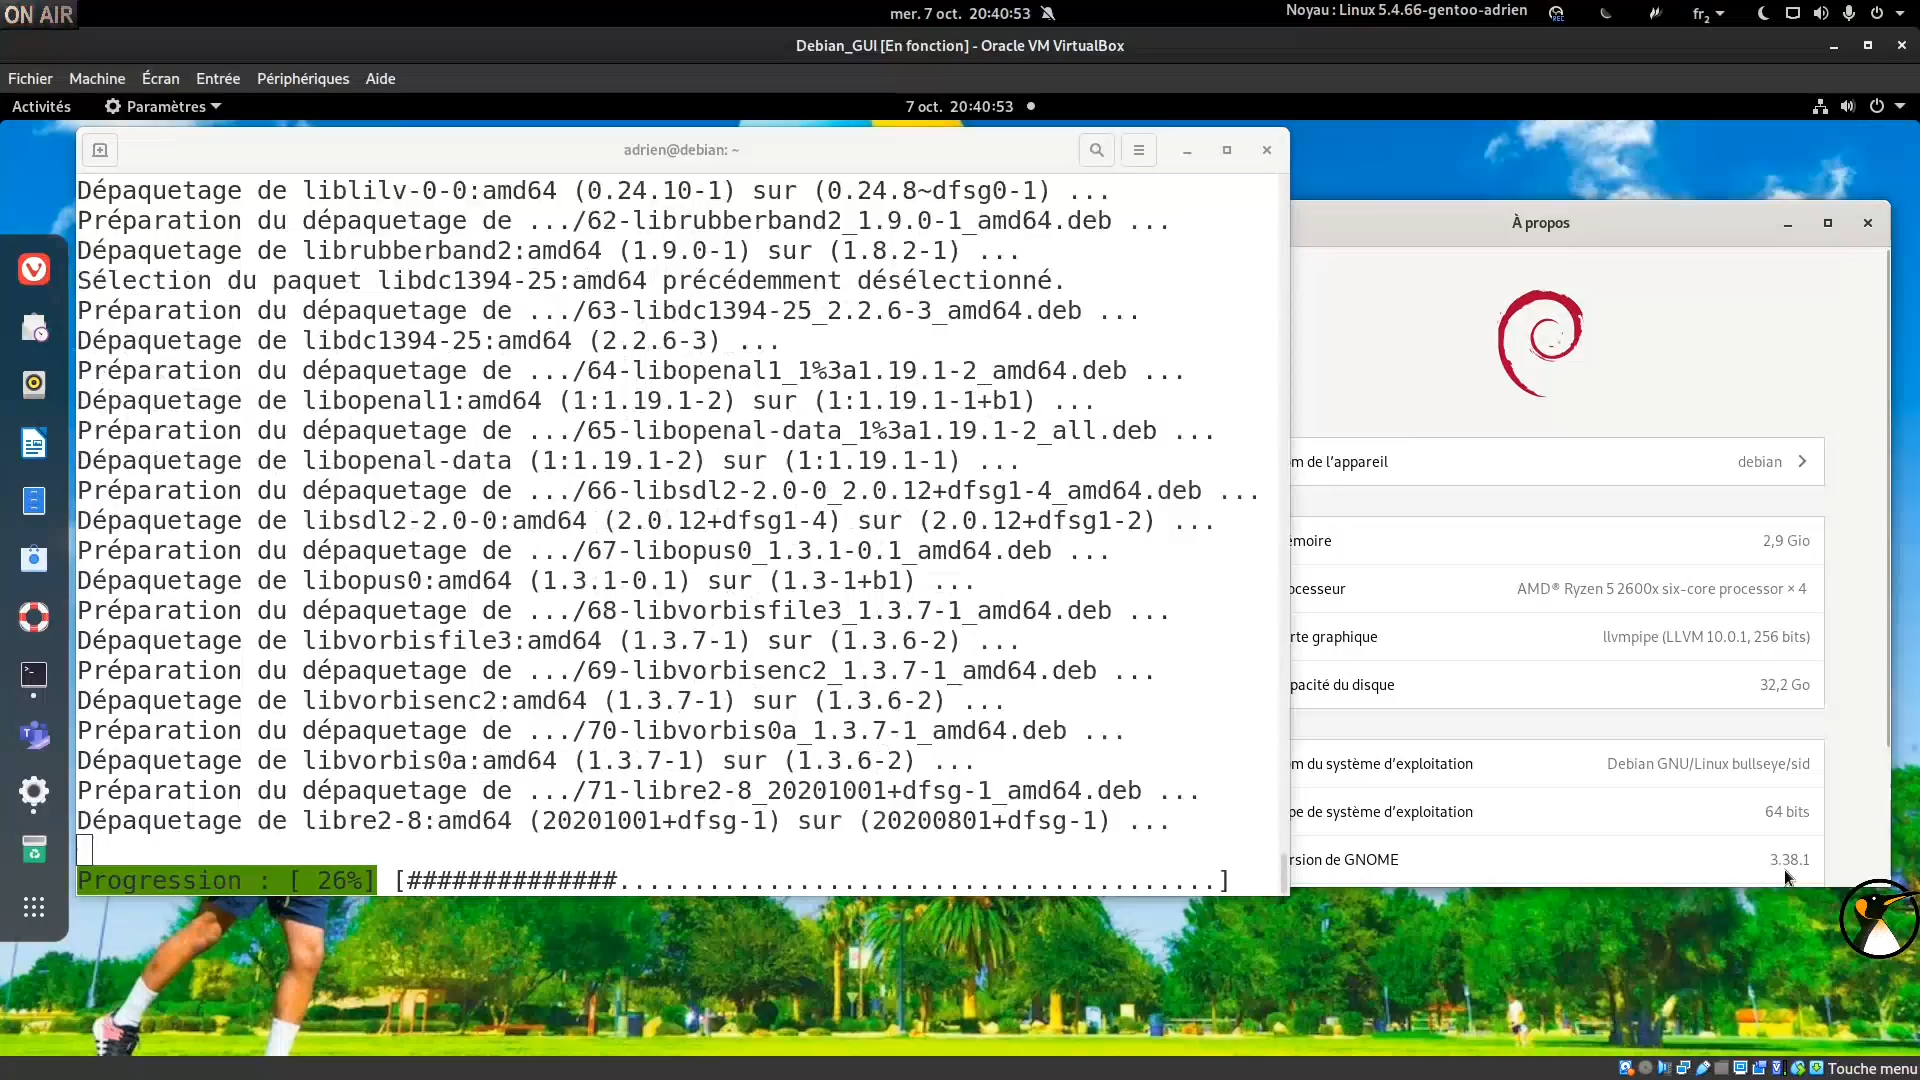 ON AIR
mer. 7 oct. 20:40:53
Noyau : Linux 5.4.66-gentoo-adrien
fr₂
Debian_GUI [En fonction] - Oracle VM VirtualBox
Fichier Machine Écran Entrée Périphériques Aide
Activités Paramètres 7 oct. 20:40:53
adrien@debian: ~
Dépaquetage de liblilv-0-0:amd64 (0.24.10-1) sur (0.24.8~dfsg0-1) ...
Préparation du dépaquetage de .../62-librubberband2_1.9.0-1_amd64.deb ...
Dépaquetage de librubberband2:amd64 (1.9.0-1) sur (1.8.2-1) ...
Sélection du paquet libdc1394-25:amd64 précédemment désélectionné.
Préparation du dépaquetage de .../63-libdc1394-25_2.2.6-3_amd64.deb ...
Dépaquetage de libdc1394-25:amd64 (2.2.6-3) ...
Préparation du dépaquetage de .../64-libopenal1_1%3a1.19.1-2_amd64.deb ...
Dépaquetage de libopenal1:amd64 (1:1.19.1-2) sur (1:1.19.1-1+b1) ...
Préparation du dépaquetage de .../65-libopenal-data_1%3a1.19.1-2_all.deb ...
Dépaquetage de libopenal-data (1:1.19.1-2) sur (1:1.19.1-1) ...
Préparation du dépaquetage de .../66-libsdl2-2.0-0_2.0.12+dfsg1-4_amd64.deb ...
Dépaquetage de libsdl2-2.0-0:amd64 (2.0.12+dfsg1-4) sur (2.0.12+dfsg1-2) ...
Préparation du dépaquetage de .../67-libopus0_1.3.1-0.1_amd64.deb ...
Dépaquetage de libopus0:amd64 (1.3.1-0.1) sur (1.3-1+b1) ...
Préparation du dépaquetage de .../68-libvorbisfile3_1.3.7-1_amd64.deb ...
Dépaquetage de libvorbisfile3:amd64 (1.3.7-1) sur (1.3.6-2) ...
Préparation du dépaquetage de .../69-libvorbisenc2_1.3.7-1_amd64.deb ...
Dépaquetage de libvorbisenc2:amd64 (1.3.7-1) sur (1.3.6-2) ...
Préparation du dépaquetage de .../70-libvorbis0a_1.3.7-1_amd64.deb ...
Dépaquetage de libvorbis0a:amd64 (1.3.7-1) sur (1.3.6-2) ...
Préparation du dépaquetage de .../71-libre2-8_20201001+dfsg-1_amd64.deb ...
Dépaquetage de libre2-8:amd64 (20201001+dfsg-1) sur (20200801+dfsg-1) ...
Progression : [ 26%] [##############........................................]
À propos
m de l’appareil debian
émoire 2,9 Gio
ocesseur AMD® Ryzen 5 2600x six-core processor × 4
rte graphique llvmpipe (LLVM 10.0.1, 256 bits)
pacité du disque 32,2 Go
m du système d’exploitation Debian GNU/Linux bullseye/sid
pe de système d’exploitation 64 bits
rsion de GNOME 3.38.1
Touche menu